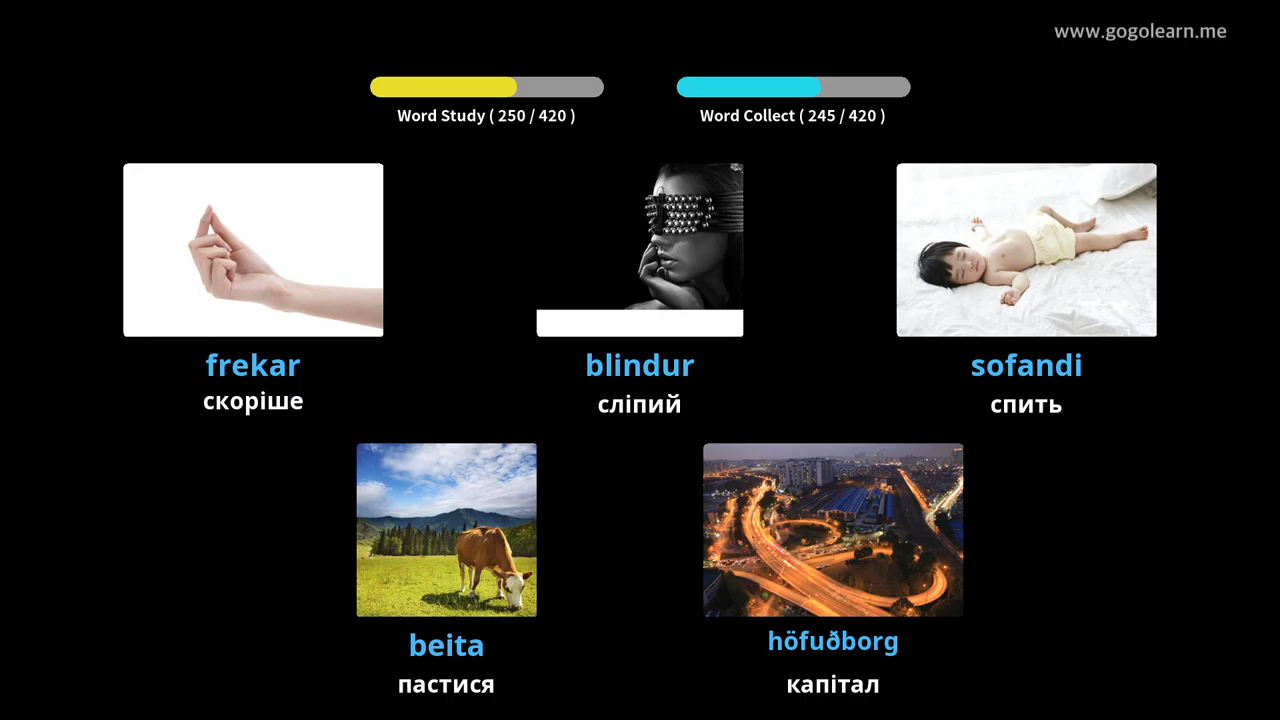 www.gogolearn.me
Word Study ( 250 / 420 )
Word Collect ( 245 / 420 )
frekar
blindur
sofandi
скоріше
сліпий
спить
beita
höfuðborg
пастися
капітал